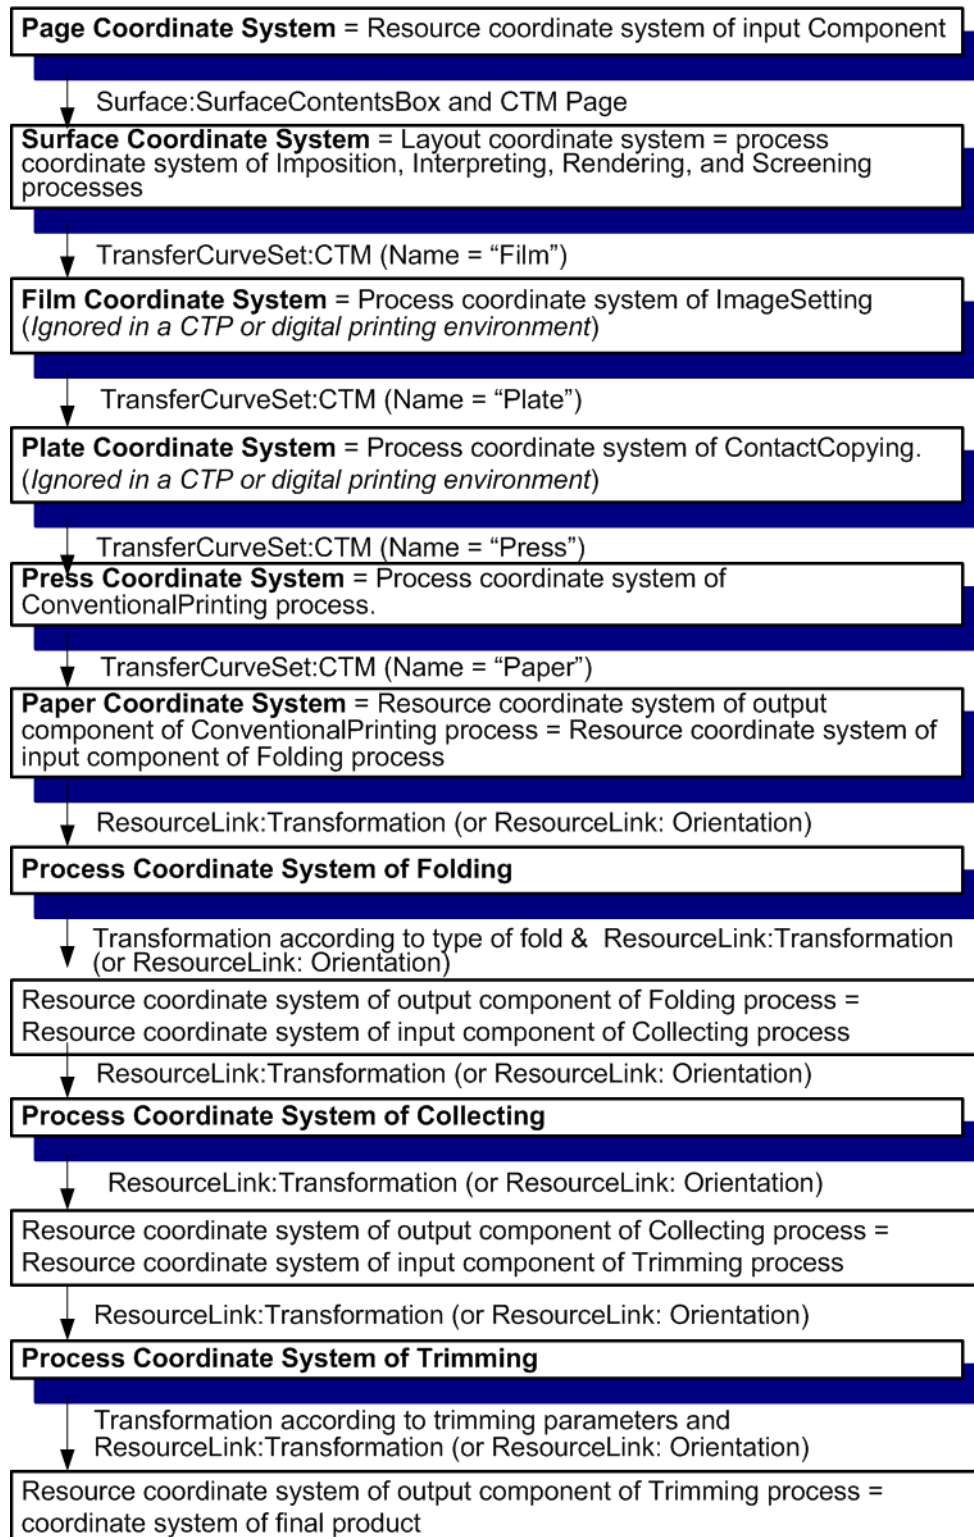 Page Coordinate System = Resource coordinate system of input Component
Surface:SurfaceContentsBox and CTM Page
Surface Coordinate System = Layout coordinate system = process
coordinate system of Imposition, Interpreting, Rendering, and Screening
processes
TransferCurveSet:CTM (Name = “Film”)
Film Coordinate System = Process coordinate system of ImageSetting
(Ignored in a CTP or digital printing environment)
TransferCurveSet:CTM (Name = “Plate”)
Plate Coordinate System = Process coordinate system of ContactCopying.
(Ignored in a CTP or digital printing environment)
TransferCurveSet:CTM (Name = “Press”)
Press Coordinate System = Process coordinate system of
ConventionalPrinting process.
TransferCurveSet:CTM (Name = “Paper”)
Paper Coordinate System = Resource coordinate system of output
component of ConventionalPrinting process = Resource coordinate system of
input component of Folding process
ResourceLink:Transformation (or ResourceLink: Orientation)
Process Coordinate System of Folding
Transformation according to type of fold &  ResourceLink:Transformation
(or ResourceLink: Orientation)
Resource coordinate system of output component of Folding process =
Resource coordinate system of input component of Collecting process
ResourceLink:Transformation (or ResourceLink: Orientation)
Process Coordinate System of Collecting
ResourceLink:Transformation (or ResourceLink: Orientation)
Resource coordinate system of output component of Collecting process =
Resource coordinate system of input component of Trimming process
ResourceLink:Transformation (or ResourceLink: Orientation)
Process Coordinate System of Trimming
Transformation according to trimming parameters and
ResourceLink:Transformation (or ResourceLink: Orientation)
Resource coordinate system of output component of Trimming process =
coordinate system of final product